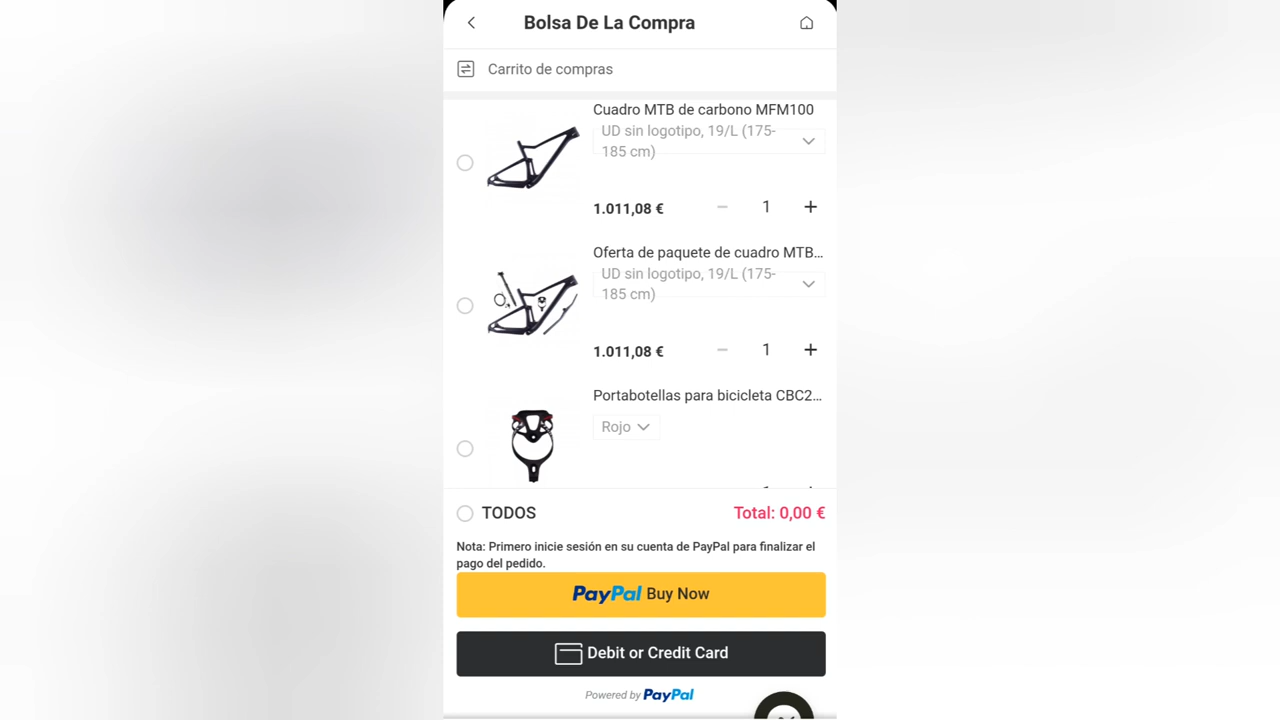 Bolsa De La Compra
Carrito de compras
Cuadro MTB de carbono MFM100
UD sin logotipo, 19/L (175-
185 cm)
1.011,08 €
1
Oferta de paquete de cuadro MTB...
UD sin logotipo, 19/L (175-
185 cm)
1.011,08 €
1
Portabotellas para bicicleta CBC2...
Rojo
TODOS
Total: 0,00 €
Nota: Primero inicie sesión en su cuenta de PayPal para finalizar el
pago del pedido.
PayPal Buy Now
Debit or Credit Card
Powered by PayPal